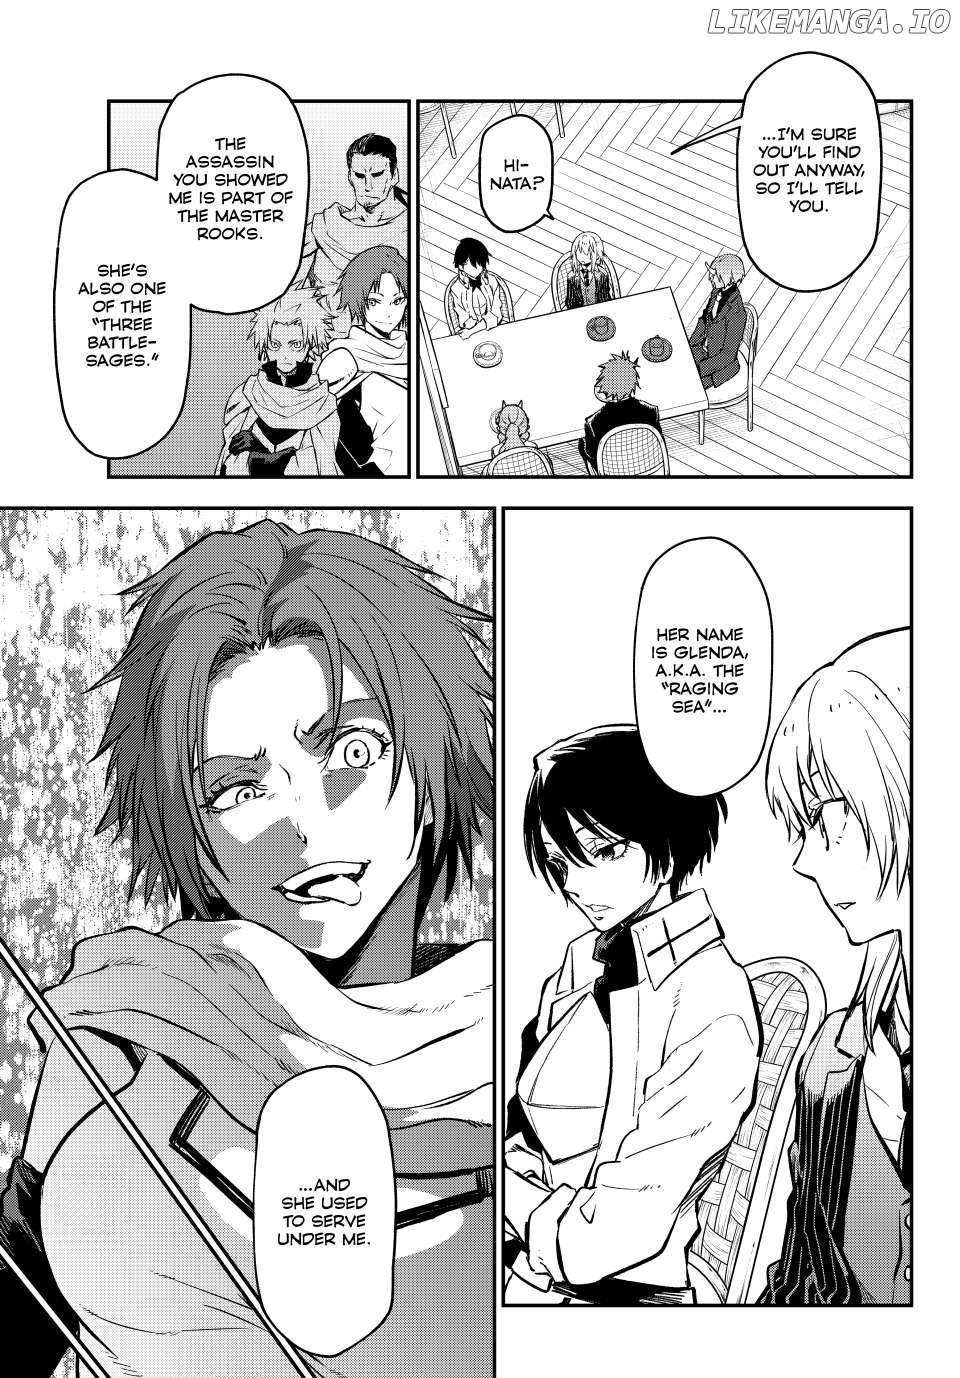 LIKEMANGA.IO
...I'M SURE
YOU'LL FIND
OUT ANYWAY,
SO I'LL TELL
YOU.
HI-
NATA?
THE
ASSASSIN
YOU SHOWED
ME IS PART OF
THE MASTER
ROOKS.
SHE'S
ALSO ONE
OF THE
"THREE
BATTLE-
SAGES."
HER NAME
IS GLENDA,
A.K.A. THE
"RAGING
SEA"...
...AND
SHE USED
TO SERVE
UNDER ME.